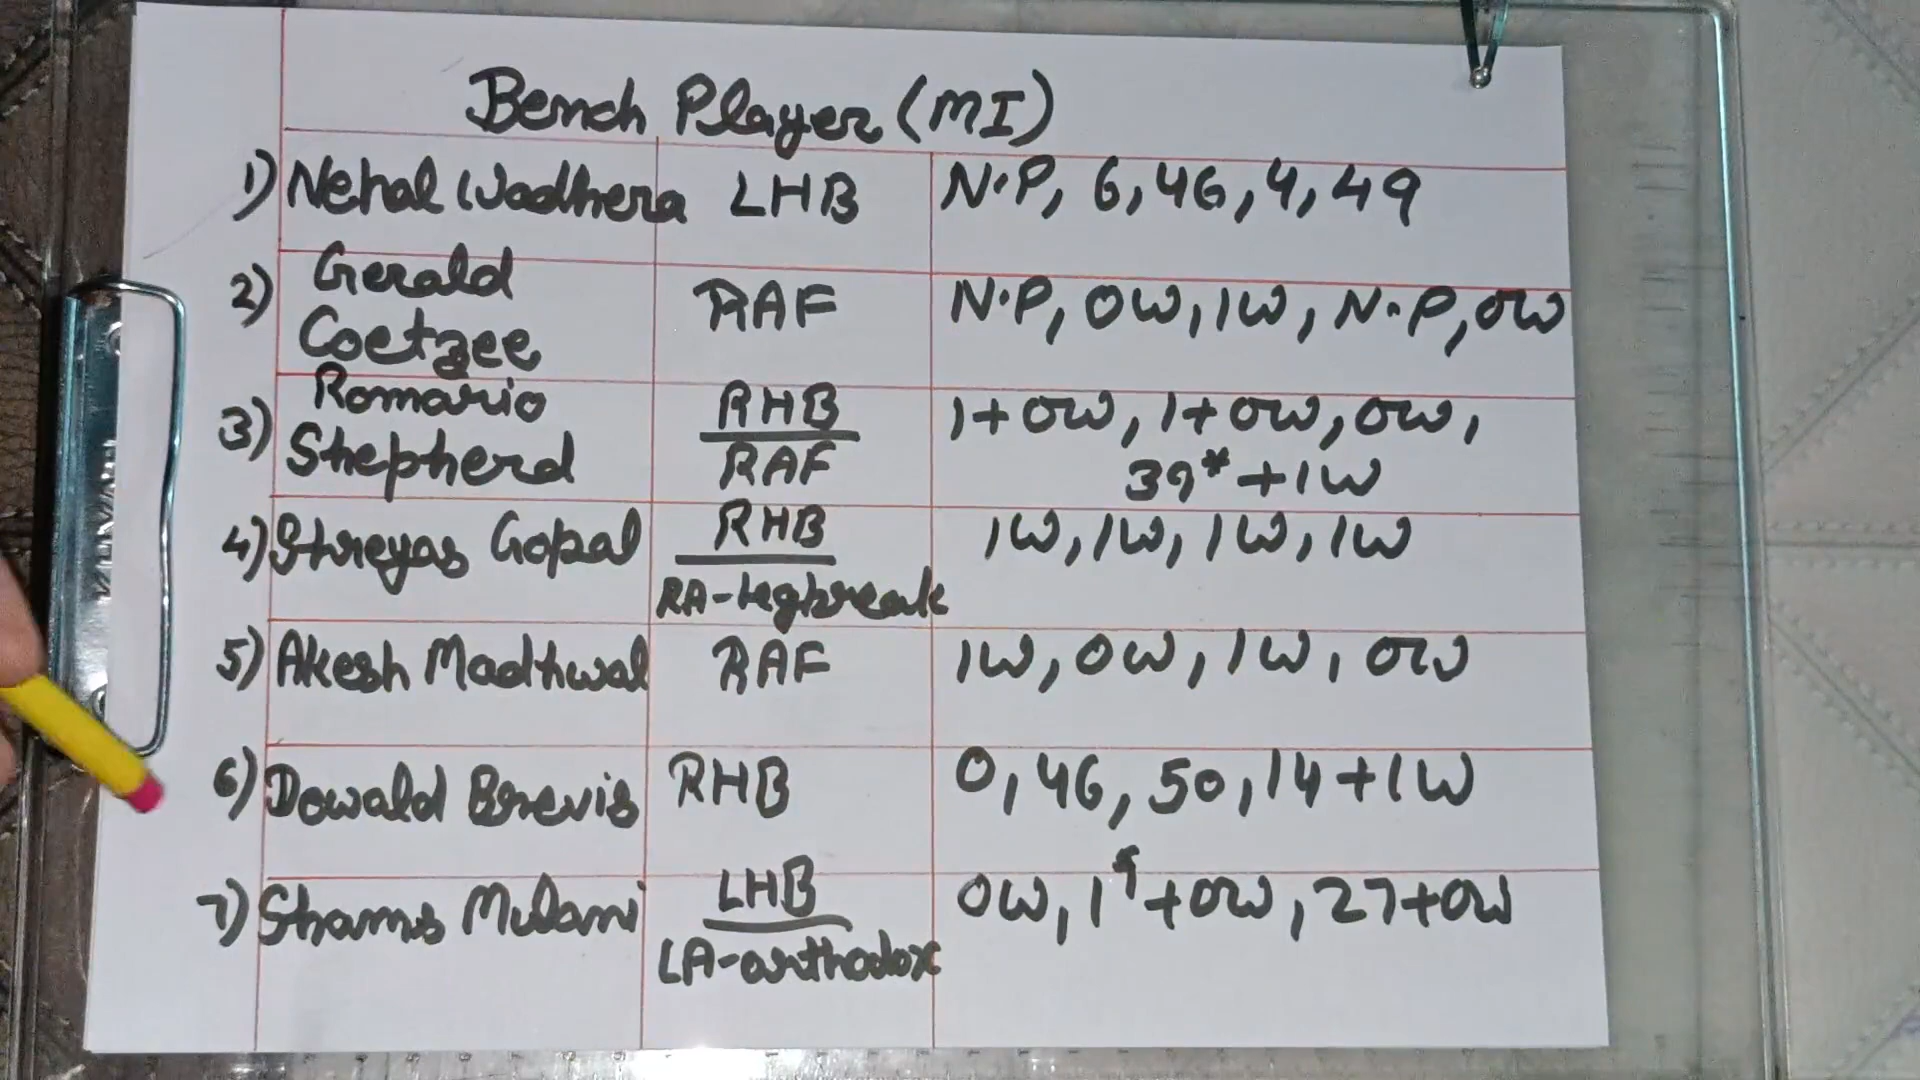 Bench Player (MI)
1) Nehal Wadhera LHB N.P, 6, 46, 4, 49
2) Gerald Coetzee RAF N.P, 0W, 1W, N.P, 0W
3) Romario Shepherd RHB RAF 1+0W, 1+0W, 0W,
39*+1W
4) Shreyas Gopal RHB RA-legbreak 1W, 1W, 1W, 1W
5) Akesh Madhwal RAF 1W, 0W, 1W, 0W
6) Dowald Brevis RHB 0, 46, 50, 14+1W
7) Shams Mulani LHB LA-orthodox 0W, 1*+0W, 27+0W